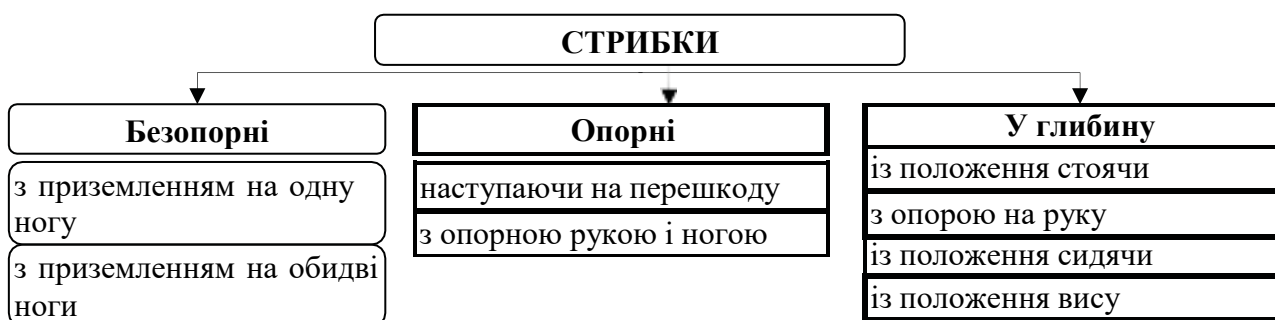 СТРИБКИ
Безопорні
з приземленням на одну
ногу
з приземленням на обидві
ноги
Опорні
наступаючи на перешкоду
з опорною рукою і ногою
У глибину
із положення стоячи
з опорою на руку
із положення сидячи
із положення вису